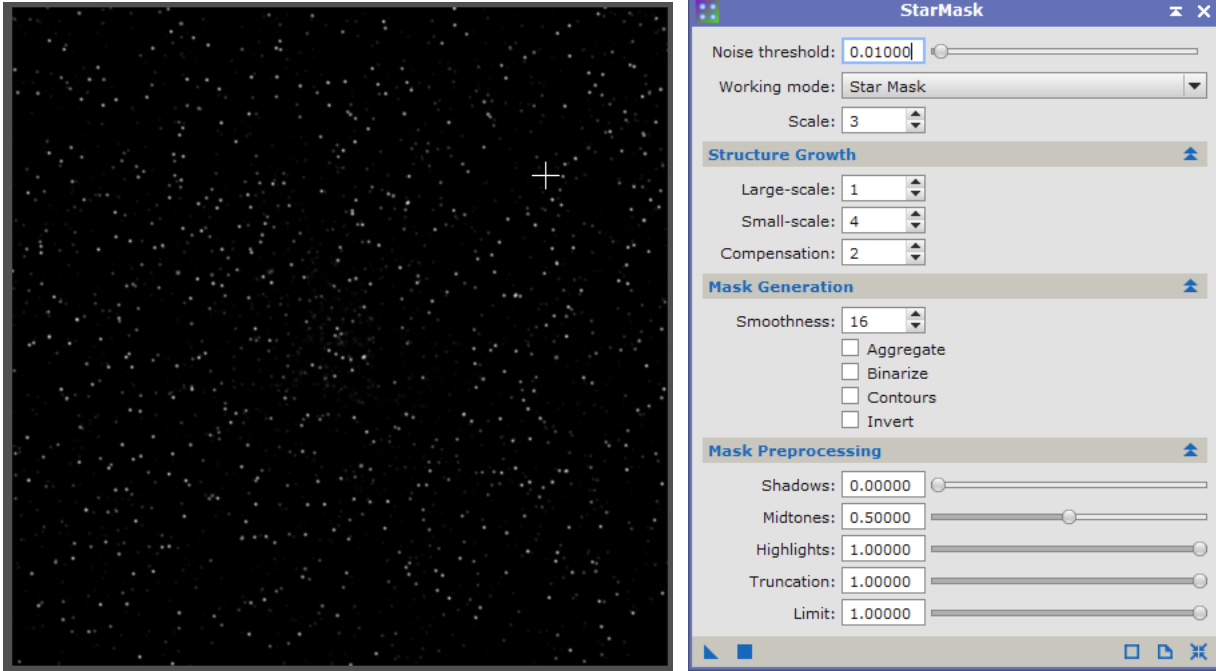 StarMask
Noise threshold: 0.01000
Working mode: Star Mask
Scale: 3
Structure Growth
Large-scale: 1
Small-scale: 4
Compensation: 2
Mask Generation
Smoothness: 16
Aggregate
Binarize
Contours
Invert
Mask Preprocessing
Shadows: 0.00000
Midtones: 0.50000
Highlights: 1.00000
Truncation: 1.00000
Limit: 1.00000